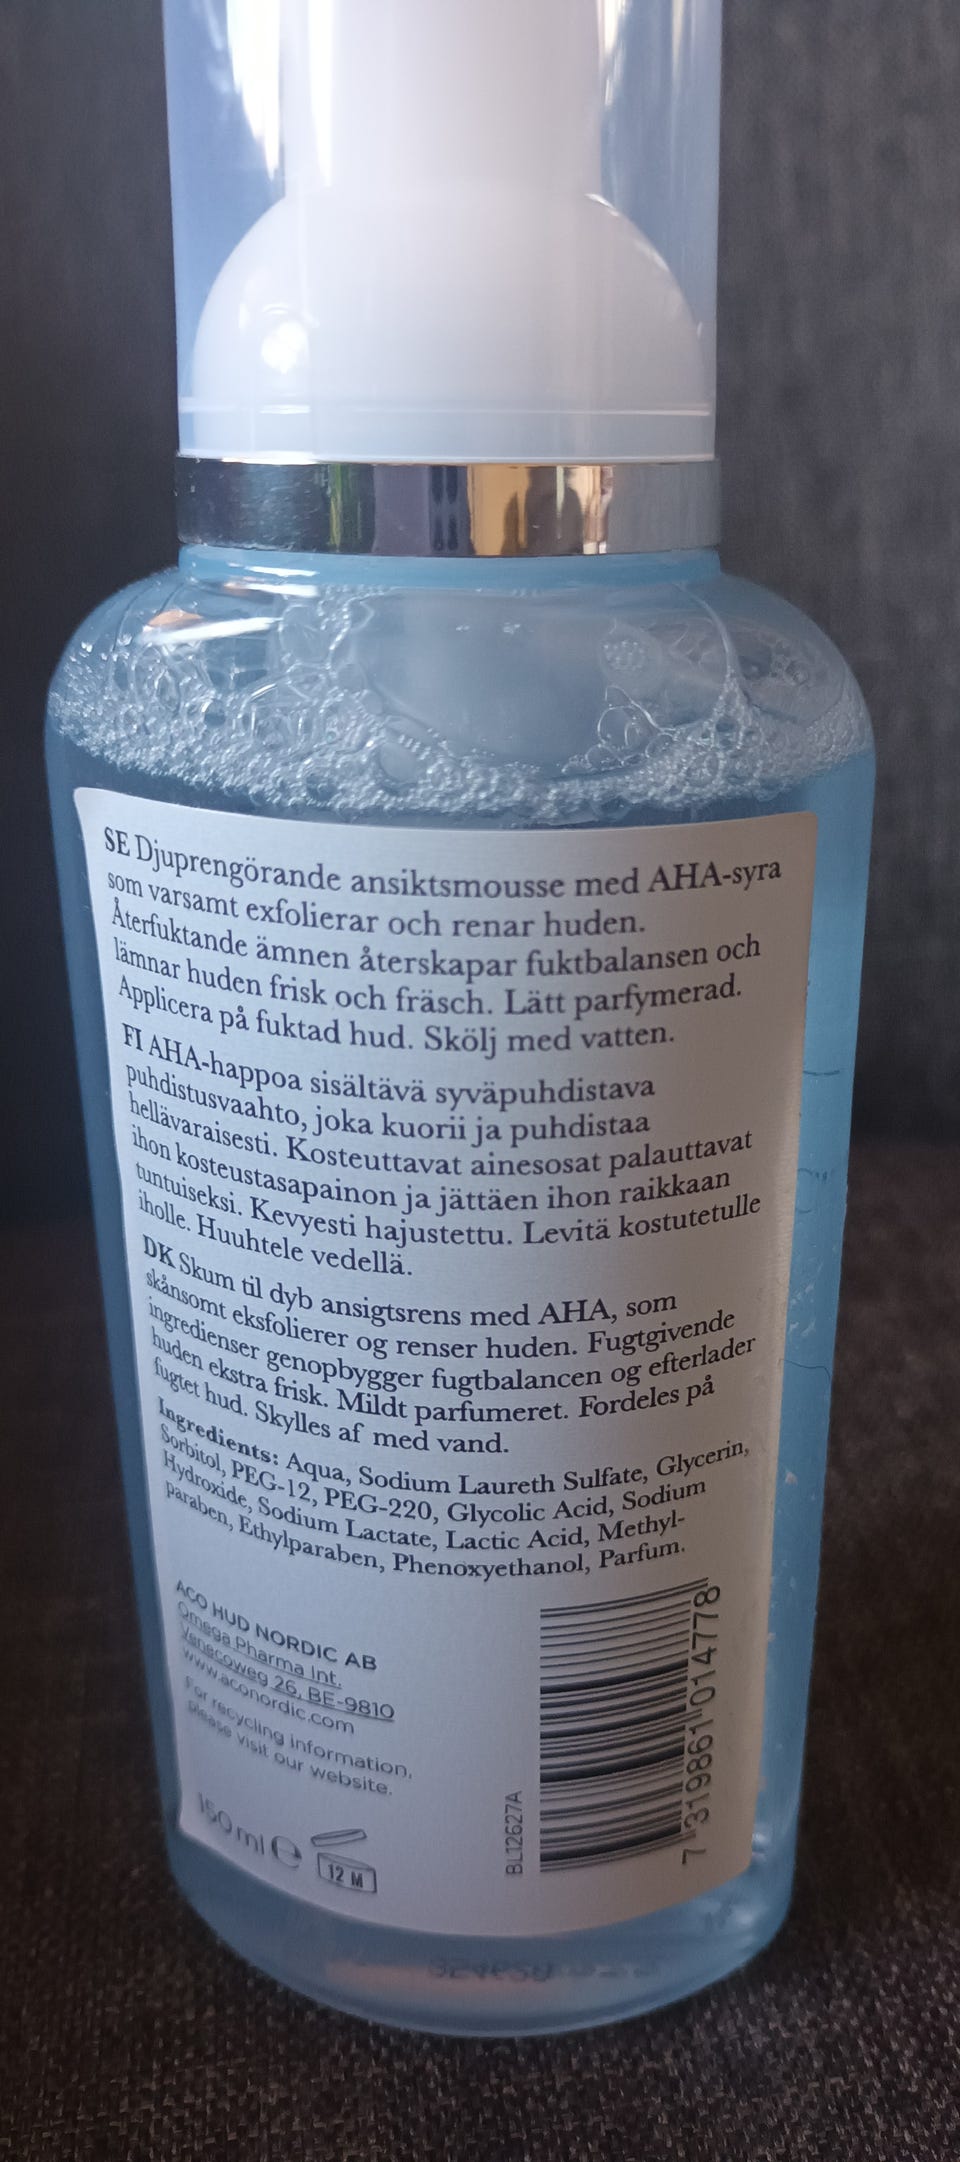 SE Djuprengörande ansiktsmousse med AHA-syra
som varsamt exfolierar och renar huden.
Återfuktande ämnen återskapar fuktbalansen och
lämnar huden frisk och fräsch. Lätt parfymerad.
Applicera på fuktad hud. Skölj med vatten.
FI AHA-happoa sisältävä syväpuhdistava
puhdistusvaahto, joka kuorii ja puhdistaa
hellävaraisesti. Kosteuttavat ainesosat palauttavat
ihon kosteustasapainon ja jättäen ihon raikkaan
tuntuiseksi. Kevyesti hajustettu. Levitä kostutetulle
iholle. Huuhtele vedellä.
DK Skum til dyb ansigtsrens med AHA, som
skånsomt eksfolierer og renser huden. Fugtgivende
ingredienser genopbygger fugtbalancen og efterlader
huden ekstra frisk. Mildt parfumeret. Fordeles på
fugtet hud. Skylles af med vand.
Ingredients: Aqua, Sodium Laureth Sulfate, Glycerin,
Sorbitol, PEG-12, PEG-220, Glycolic Acid, Sodium
Hydroxide, Sodium Lactate, Lactic Acid, Methyl-
paraben, Ethylparaben, Phenoxyethanol, Parfum.
ACO HUD NORDIC AB
Omega Pharma Int.
Venecoweg 26, BE-9810
www.aconordic.com
For recycling information,
please visit our website.
150 ml e
12 M
BL12627A
7 319861 014778